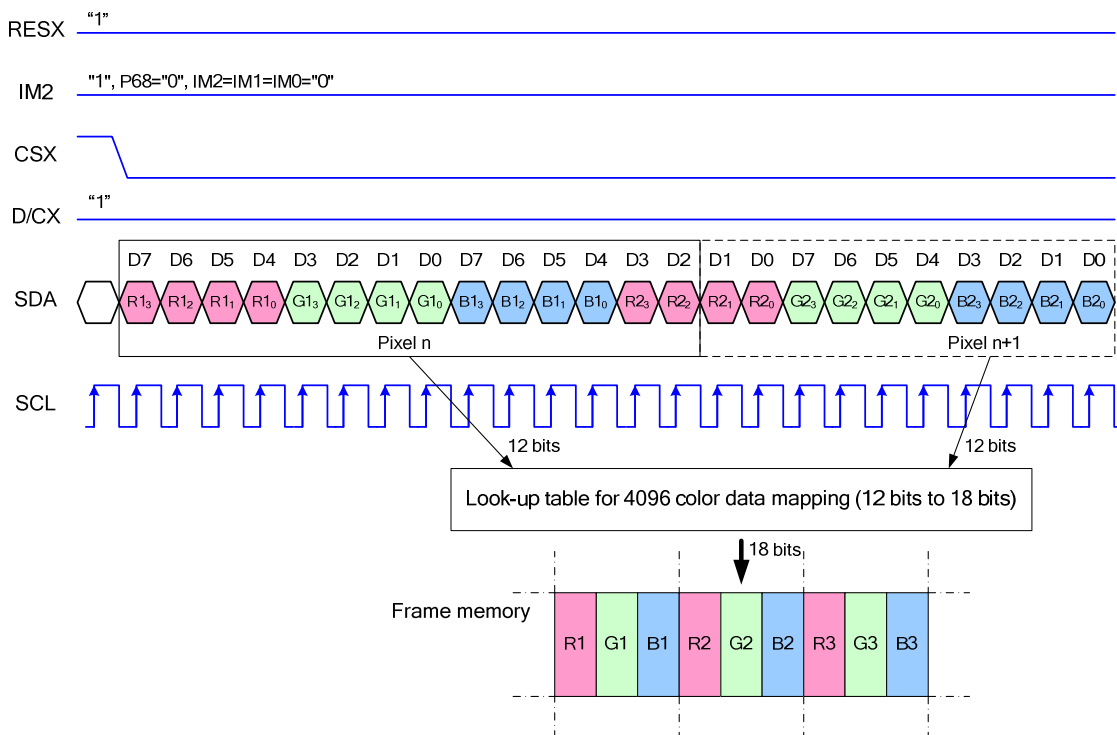 RESX "1"
IM2 "1", P68="0", IM2=IM1=IM0="0"
CSX
D/CX "1"
D7 D6 D5 D4 D3 D2 D1 D0 D7 D6 D5 D4 D3 D2 D1 D0 D7 D6 D5 D4 D3 D2 D1 D0
SDA R1₃ R1₂ R1₁ R1₀ G1₃ G1₂ G1₁ G1₀ B1₃ B1₂ B1₁ B1₀ R2₃ R2₂ R2₁ R2₀ G2₃ G2₂ G2₁ G2₀ B2₃ B2₂ B2₁ B2₀
Pixel n Pixel n+1
SCL
12 bits 12 bits
Look-up table for 4096 color data mapping (12 bits to 18 bits)
18 bits
Frame memory
R1 G1 B1 R2 G2 B2 R3 G3 B3